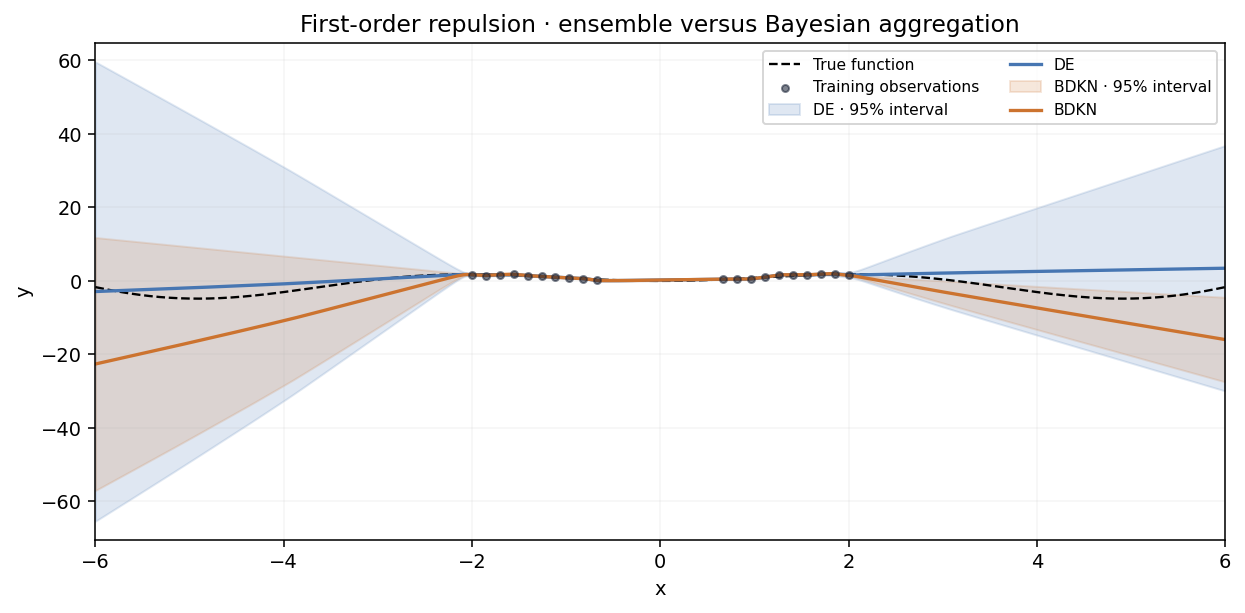 First-order repulsion · ensemble versus Bayesian aggregation
True function
Training observations
DE · 95% interval
DE
BDKN · 95% interval
BDKN
60
40
20
0
−20
−40
−60
y
−6
−4
−2
0
2
4
6
x